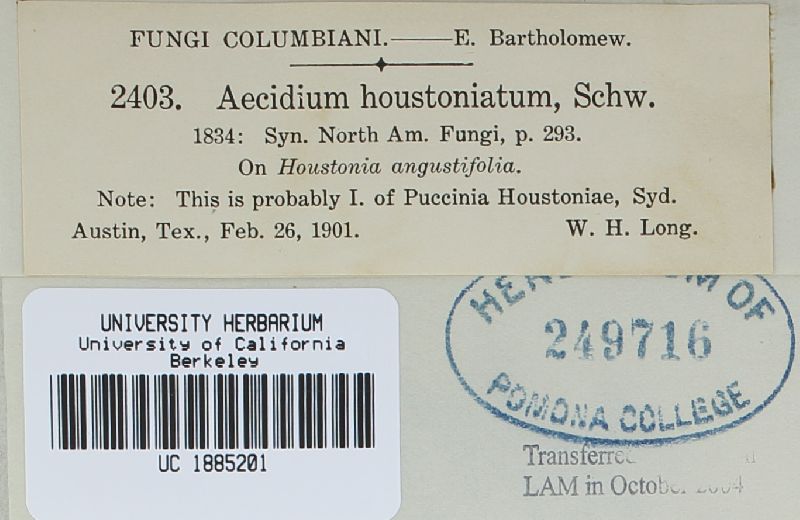 FUNGI COLUMBIANI.——E. Bartholomew.
2403. Aecidium houstoniatum, Schw.
1834: Syn. North Am. Fungi, p. 293.
On Houstonia angustifolia.
Note: This is probably I. of Puccinia Houstoniae, Syd.
Austin, Tex., Feb. 26, 1901. W. H. Long.
UNIVERSITY HERBARIUM
University of California
Berkeley
UC 1885201
OF
249716
POMONA COLLEGE
LAM in